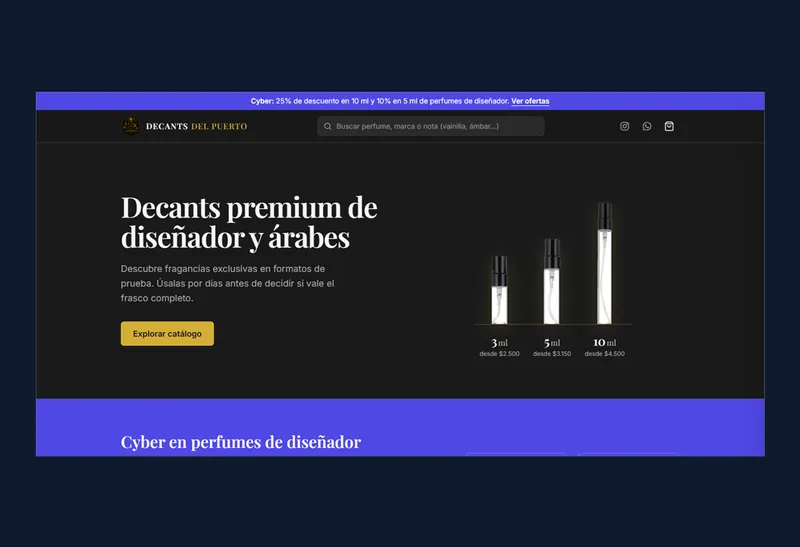 Cyber: 25% de descuento en 10 ml y 10% en 5 ml de perfumes de diseñador. Ver ofertas
DECANTS DEL PUERTO
Buscar perfume, marca o nota (vainilla, ámbar...)
Decants premium de
diseñador y árabes
Descubre fragancias exclusivas en formatos de
prueba. Úsalas por días antes de decidir si vale el
frasco completo.
Explorar catálogo
3 ml
desde $2.500
5 ml
desde $3.150
10 ml
desde $4.500
Cyber en perfumes de diseñador